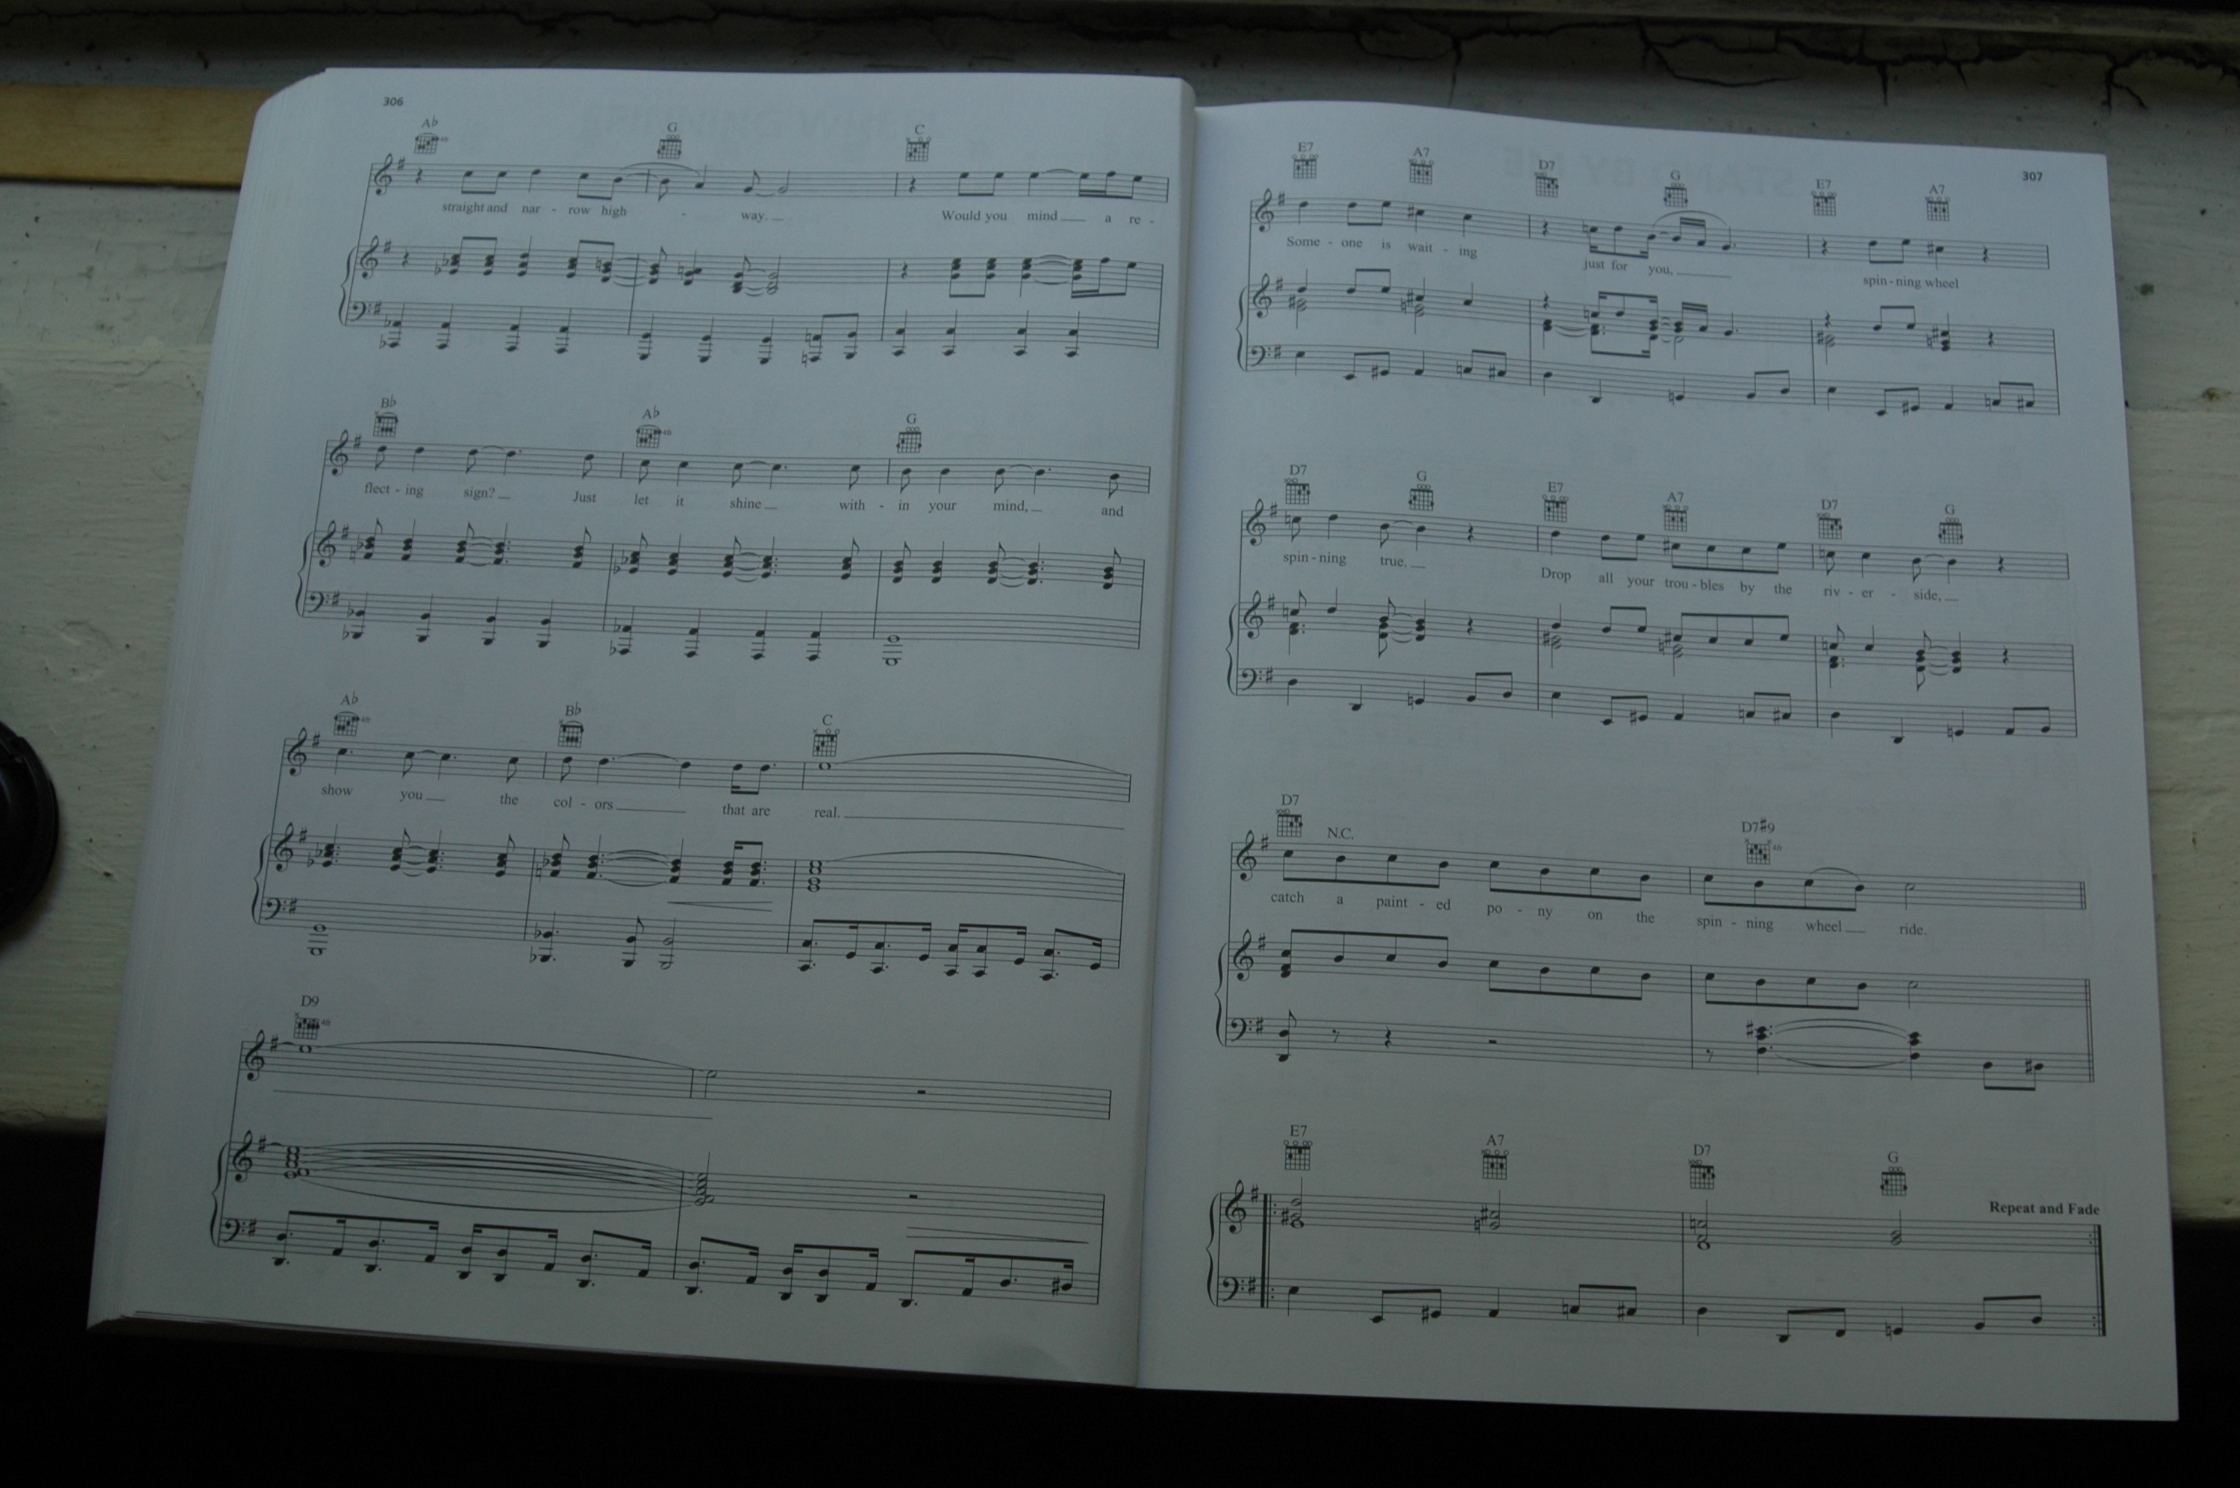 306
A♭ G C
straight and nar - row high - way. Would you mind a re -
B♭ A♭ G
flect - ing sign? Just let it shine with - in your mind, and
A♭ B♭ C
show you the col - ors that are real.
D9
307
E7 A7 D7 G E7 A7
Some - one is wait - ing just for you, spin - ning wheel
D7 G E7 A7 D7 G
spin - ning true. Drop all your trou - bles by the riv - er - side,
D7 N.C. D7#9
catch a paint - ed po - ny on the spin - ning wheel ride.
E7 A7 D7 G
Repeat and Fade